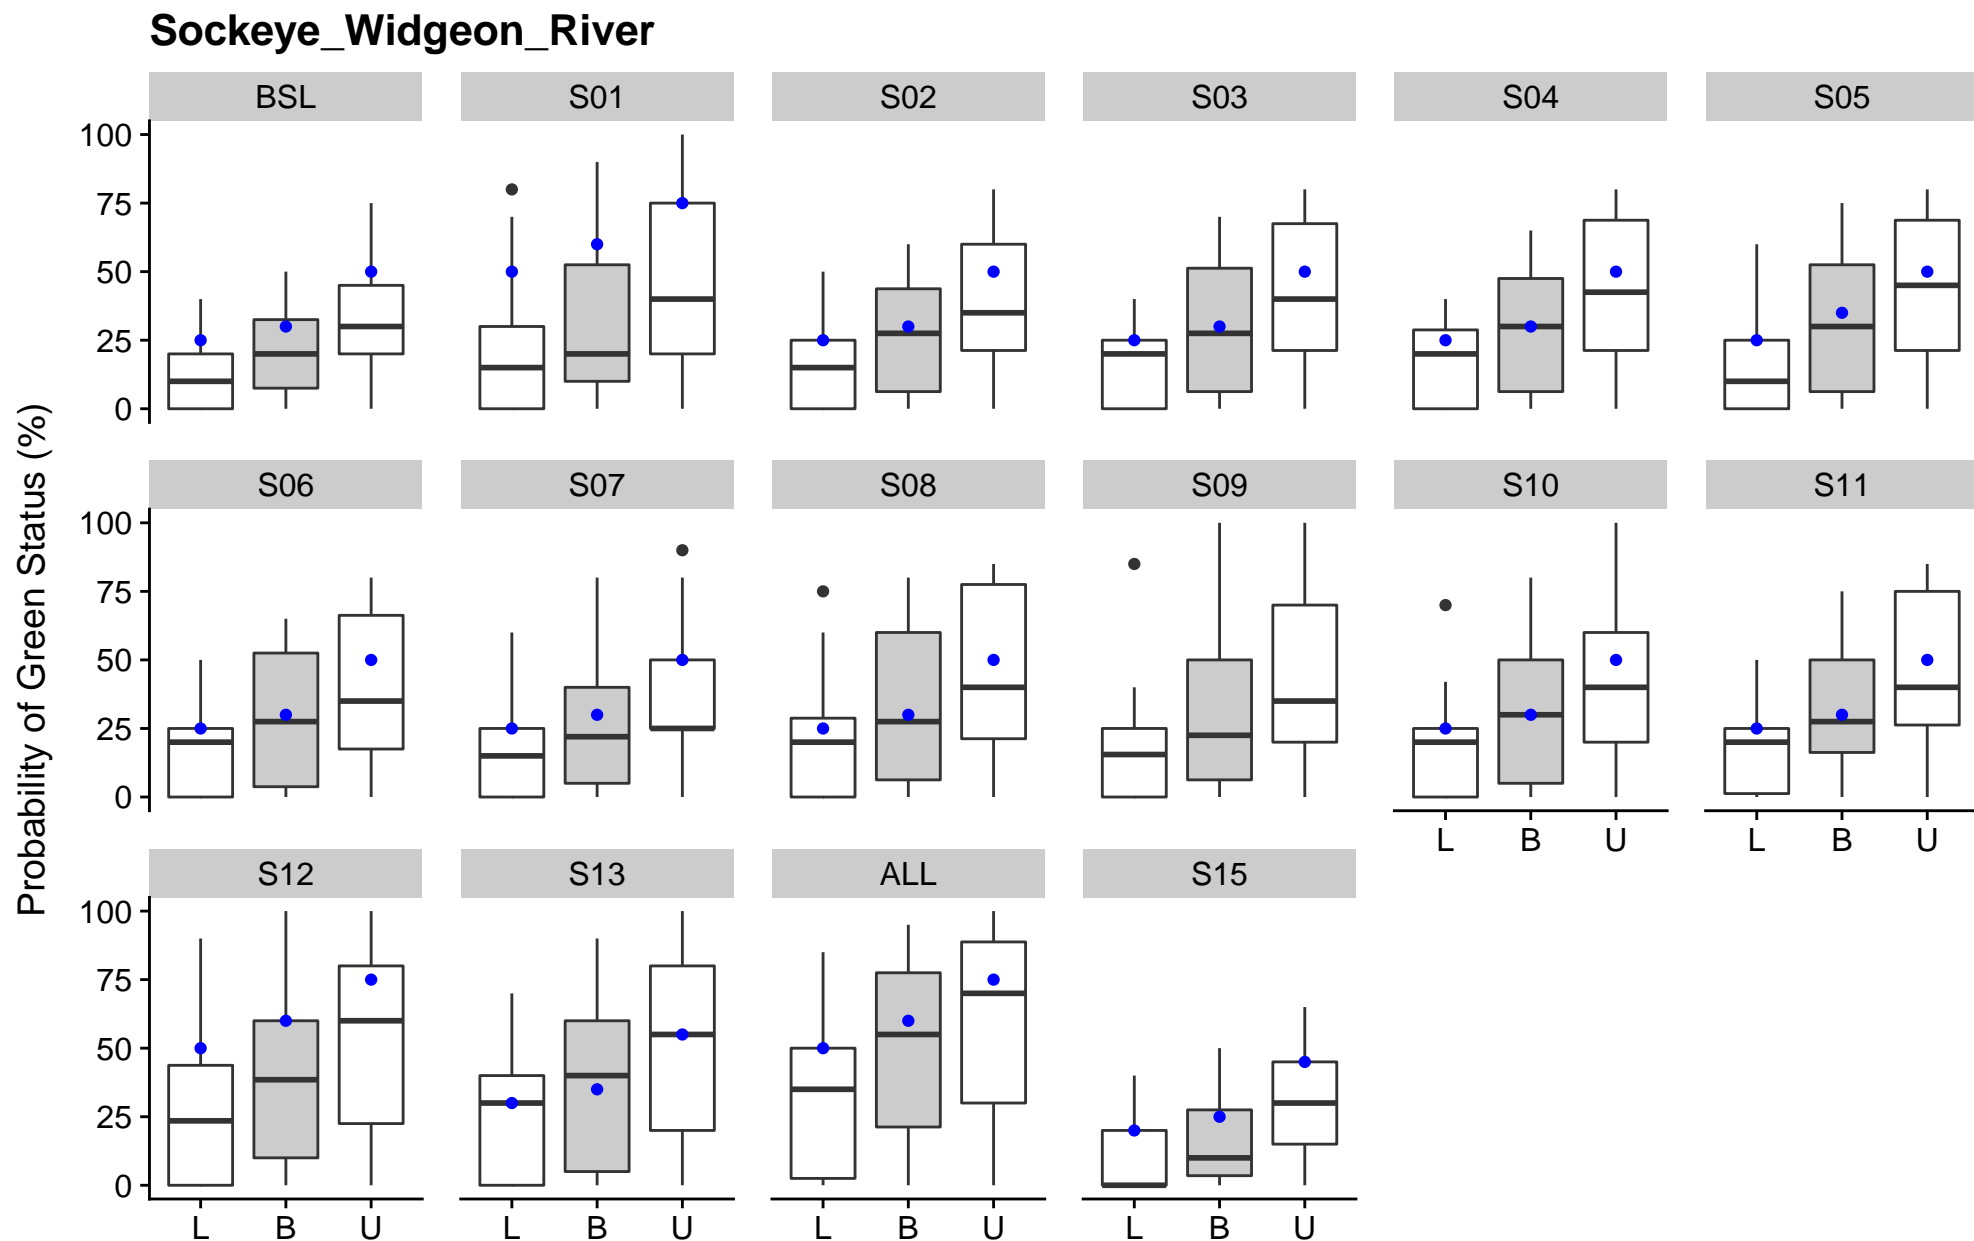 Sockeye_Widgeon_River
BSL S01 S02 S03 S04 S05
100
75
50
25
0
S06 S07 S08 S09 S10 S11
100
75
50
25
0
L B U L B U
S12 S13 ALL S15
100
75
50
25
0
L B U L B U L B U L B U
Probability of Green Status (%)